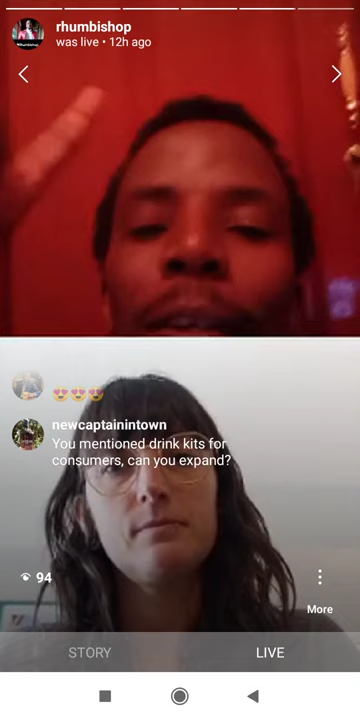 rhumbishop
was live • 12h ago
😍😍😍
newcaptainintown
You mentioned drink kits for
consumers, can you expand?
94
More
STORY
LIVE